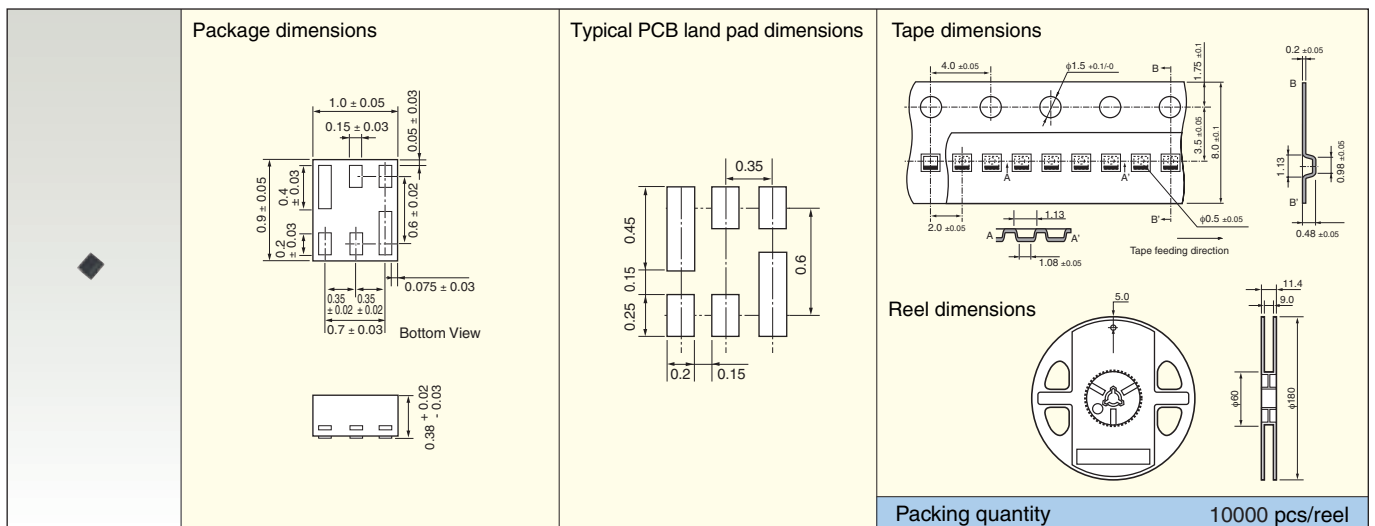 Package dimensions
1.0 ± 0.05
0.15 ± 0.03
0.05 ± 0.03
0.9 ± 0.05
0.4
± 0.03
0.2
± 0.03
0.6 ± 0.02
0.075 ± 0.03
0.35
± 0.02
0.35
± 0.02
0.7 ± 0.03
Bottom View
0.38 + 0.02
- 0.03
Typical PCB land pad dimensions
0.35
0.45
0.15
0.25
0.6
0.2
0.15
Tape dimensions
4.0 ±0.05
φ1.5 +0.1/-0
B
1.75 ±0.1
3.5 ±0.05
8.0 ±0.1
A
A'
2.0 ±0.05
1.13
B'
φ0.5 ±0.05
A
A'
1.08 ±0.05
Tape feeding direction
0.2 ±0.05
B
1.13
0.98 ±0.05
B'
0.48 ±0.05
Reel dimensions
5.0
11.4
9.0
φ60
φ180
Packing quantity 10000 pcs/reel